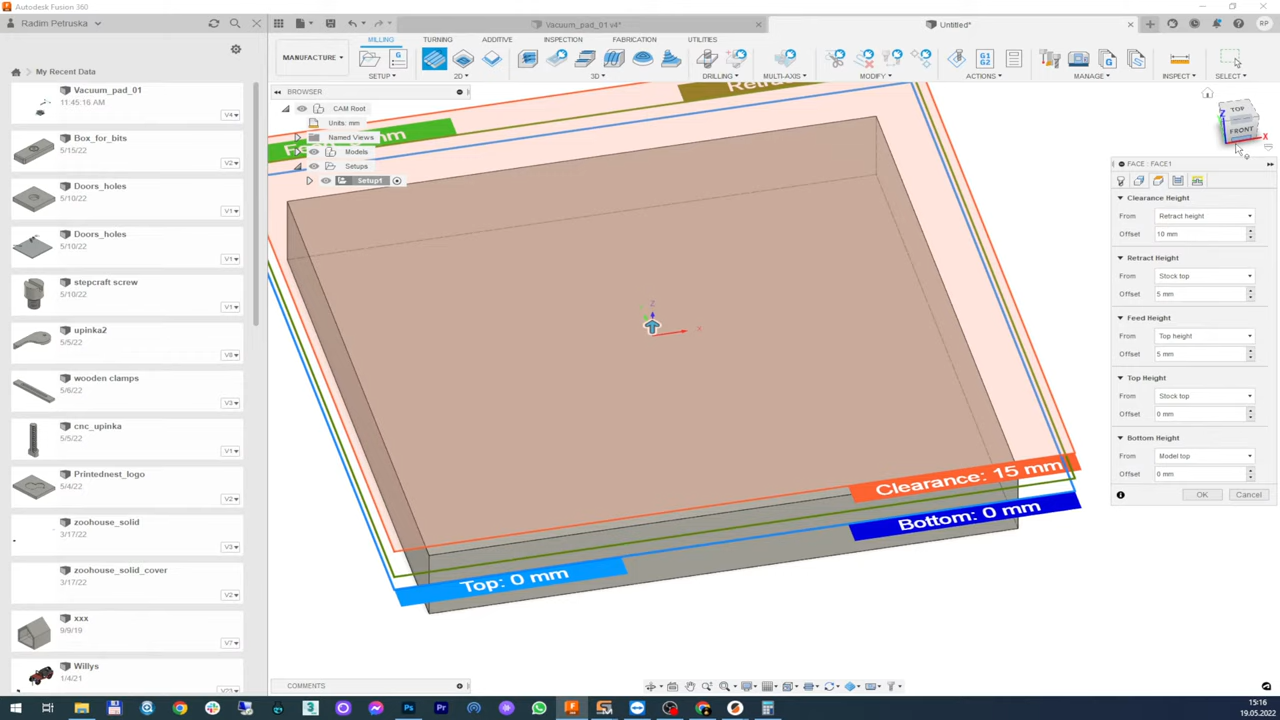 Autodesk Fusion 360
Radim Petruska
Vacuum_pad_01 v4*
Untitled*
RP
MILLING
TURNING
ADDITIVE
INSPECTION
FABRICATION
UTILITIES
MANUFACTURE
G1
G2
SETUP
2D
3D
DRILLING
MULTI-AXIS
MODIFY
ACTIONS
MANAGE
INSPECT
SELECT
My Recent Data
Vacuum_pad_01
11:45:16 AM
V4
Box_for_bits
5/15/22
V2
Doors_holes
5/10/22
V1
Doors_holes
5/10/22
V1
stepcraft screw
5/10/22
V1
upinka2
5/5/22
V8
wooden clamps
5/6/22
V3
cnc_upinka
5/5/22
V1
Printednest_logo
5/4/22
V2
zoohouse_solid
3/17/22
V3
zoohouse_solid_cover
3/17/22
V2
xxx
9/9/19
V7
Willys
1/4/21
BROWSER
CAM Root
Units: mm
Named Views
Models
Setups
Setup1
mm
Clearance: 15 mm
Bottom: 0 mm
Top: 0 mm
Z
X
TOP
FRONT
Z
X
FACE : FACE1
Clearance Height
From Retract height
Offset 10 mm
Retract Height
From Stock top
Offset 5 mm
Feed Height
From Top height
Offset 5 mm
Top Height
From Stock top
Offset 0 mm
Bottom Height
From Model top
Offset 0 mm
OK
Cancel
COMMENTS
15:16
19.05.2022